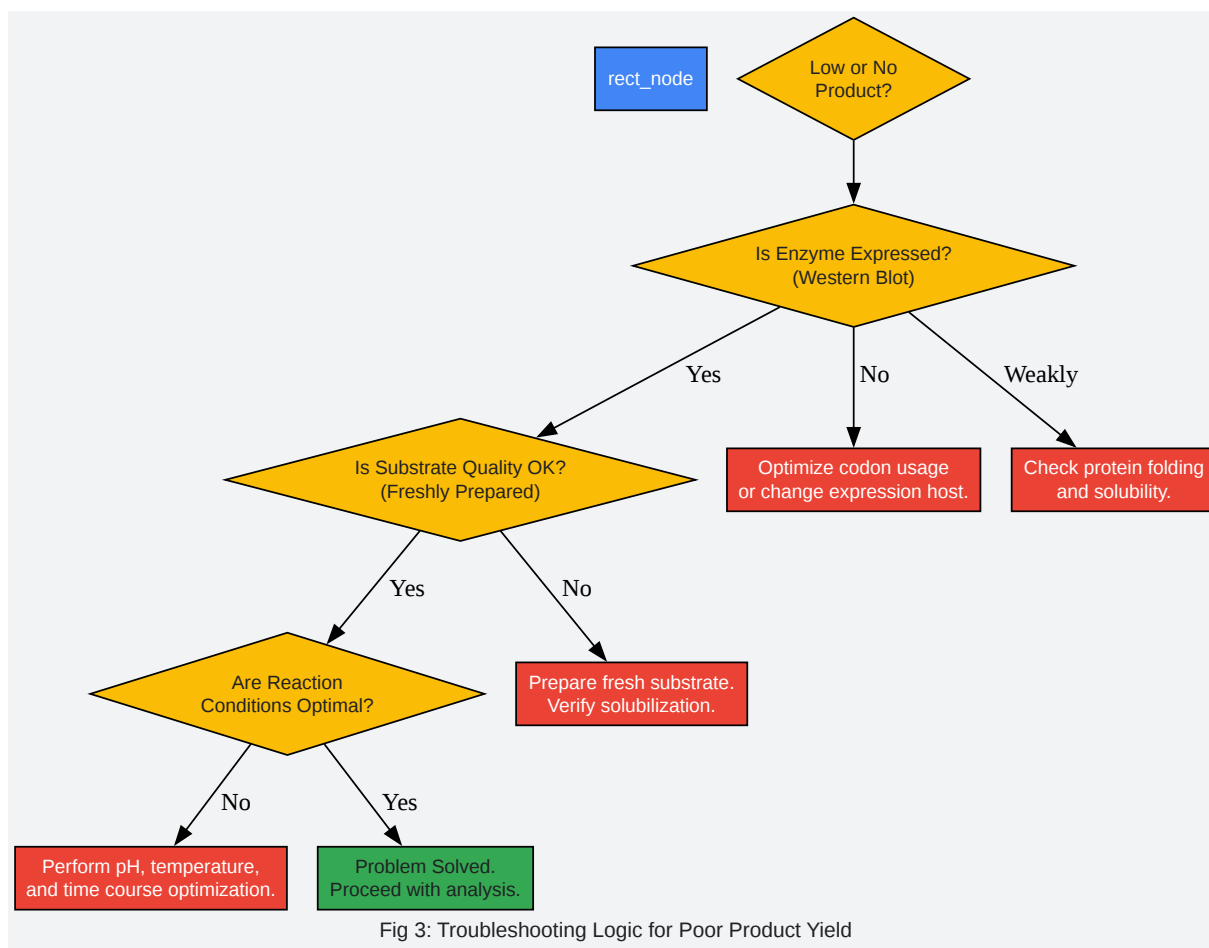 rect_node
Low or No
Product?
Is Enzyme Expressed?
(Western Blot)
Yes
No
Weakly
Is Substrate Quality OK?
(Freshly Prepared)
Optimize codon usage
or change expression host.
Check protein folding
and solubility.
Yes
No
Are Reaction
Conditions Optimal?
Prepare fresh substrate.
Verify solubilization.
No
Yes
Perform pH, temperature,
and time course optimization.
Problem Solved.
Proceed with analysis.
Fig 3: Troubleshooting Logic for Poor Product Yield